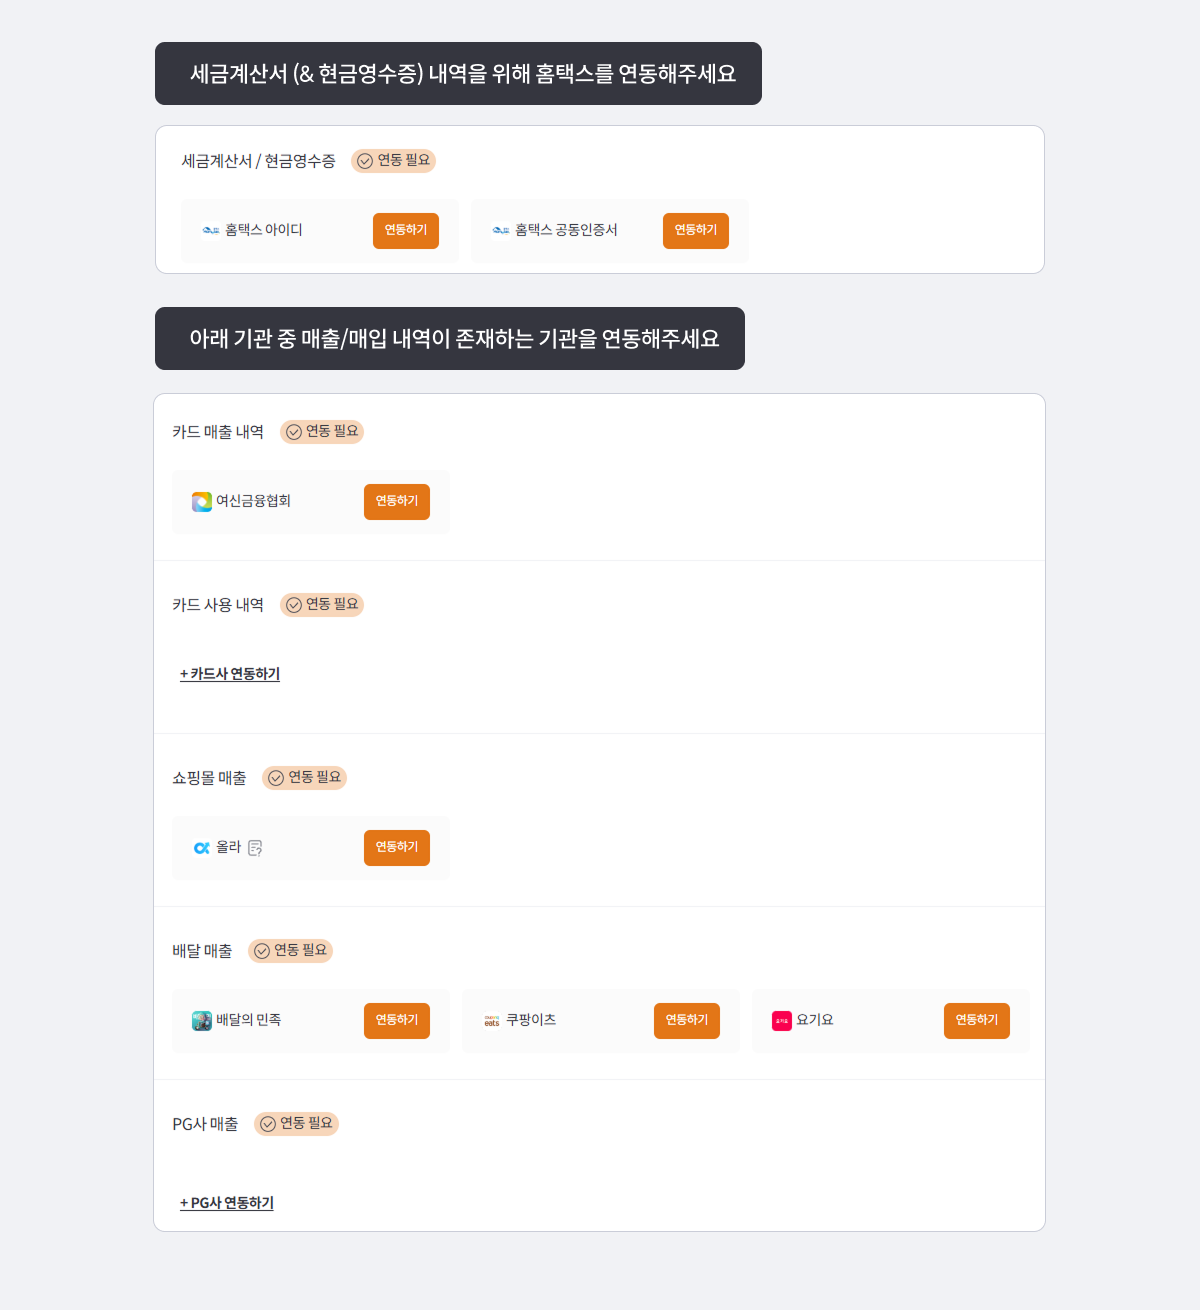 세금계산서 (& 현금영수증) 내역을 위해 홈택스를 연동해주세요
세금계산서 / 현금영수증 연동 필요
홈택스 아이디 연동하기 홈택스 공동인증서 연동하기
아래 기관 중 매출/매입 내역이 존재하는 기관을 연동해주세요
카드 매출 내역 연동 필요
여신금융협회 연동하기
카드 사용 내역 연동 필요
+ 카드사 연동하기
쇼핑몰 매출 연동 필요
올라 연동하기
배달 매출 연동 필요
배달의 민족 연동하기 eats 쿠팡이츠 연동하기 요기요 요기요 연동하기
PG사 매출 연동 필요
+ PG사 연동하기